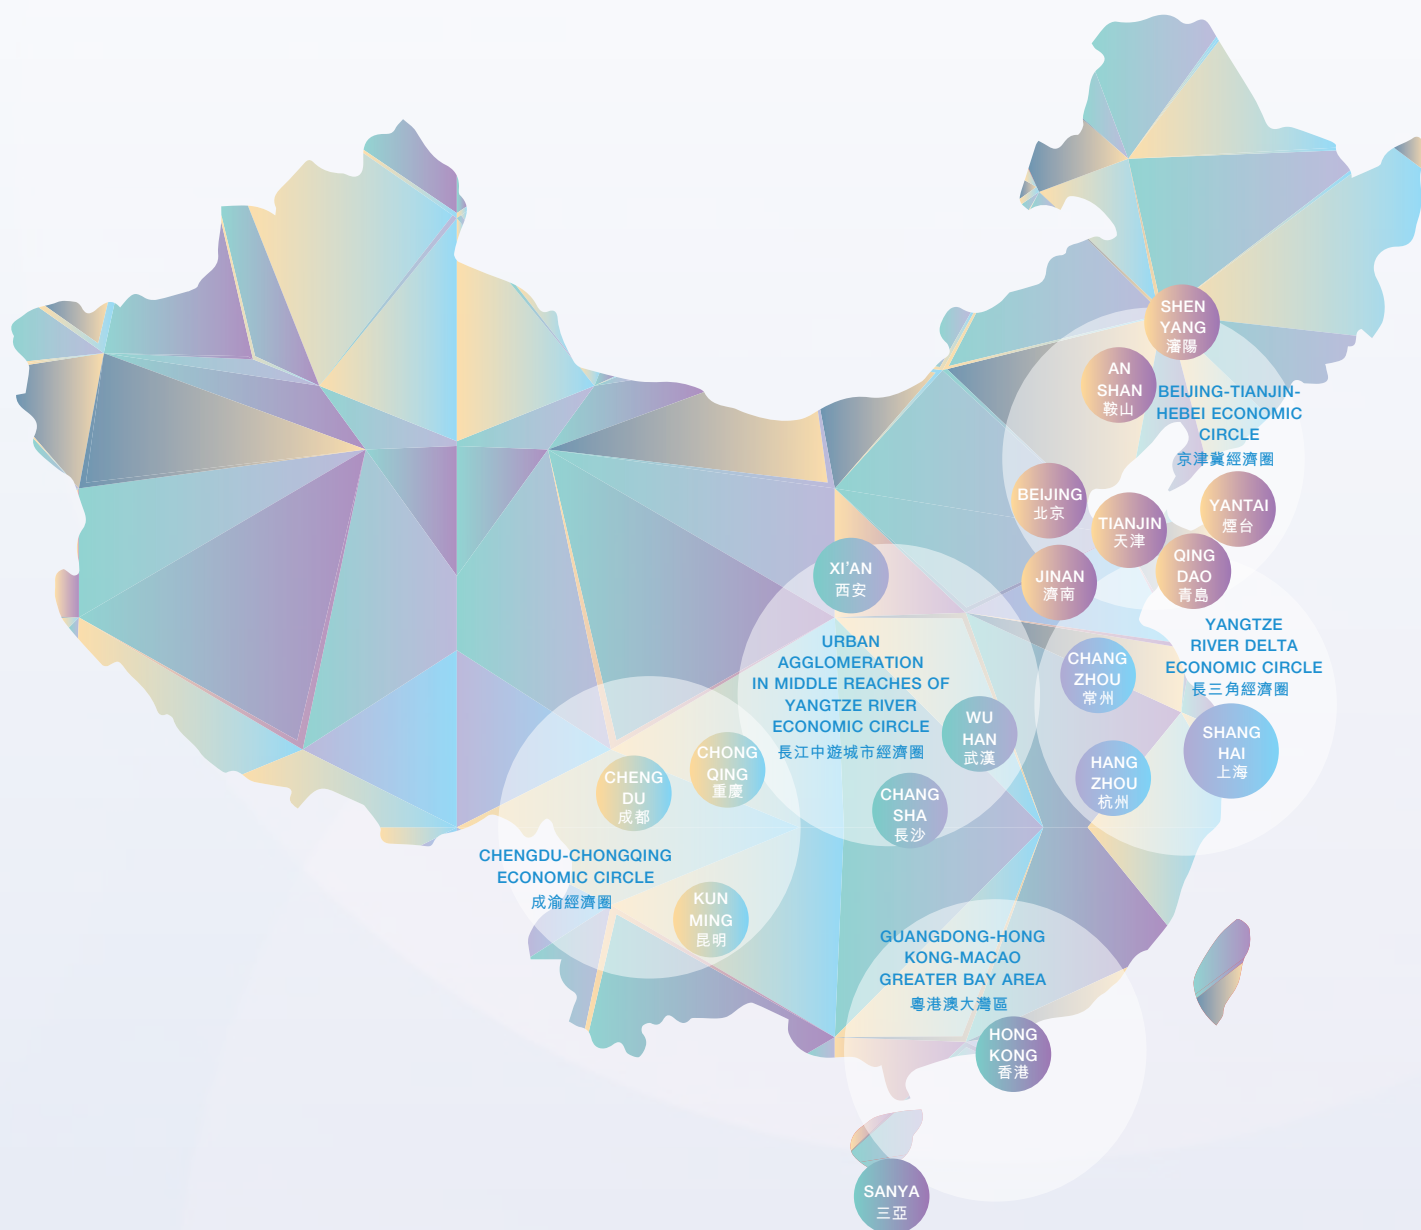 SHEN
YANG
瀋陽
AN
SHAN
鞍山
BEIJING-TIANJIN-
HEBEI ECONOMIC
CIRCLE
京津冀經濟圈
BEIJING
北京
TIANJIN
天津
YANTAI
煙台
QING
DAO
青島
JINAN
濟南
XI'AN
西安
URBAN
AGGLOMERATION
IN MIDDLE REACHES OF
YANGTZE RIVER
ECONOMIC CIRCLE
長江中遊城市經濟圈
WU
HAN
武漢
CHANG
SHA
長沙
YANGTZE
RIVER DELTA
ECONOMIC CIRCLE
長三角經濟圈
CHANG
ZHOU
常州
SHANG
HAI
上海
HANG
ZHOU
杭州
CHONG
QING
重慶
CHENG
DU
成都
CHENGDU-CHONGQING
ECONOMIC CIRCLE
成渝經濟圈
KUN
MING
昆明
GUANGDONG-HONG
KONG-MACAO
GREATER BAY AREA
粵港澳大灣區
HONG
KONG
香港
SANYA
三亞